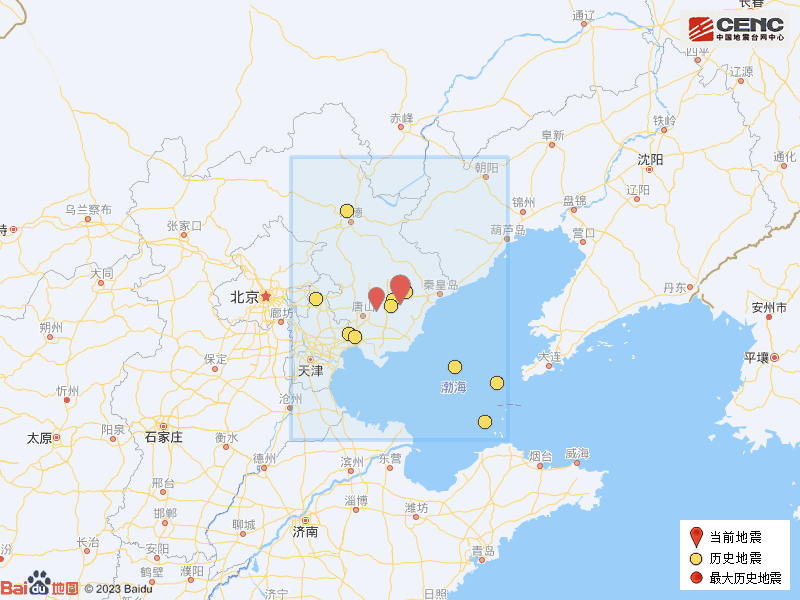 长春
通辽
CENC
中国地震台网中心
四平
辽源
赤峰
铁岭
阜新
通化
沈阳
朝阳
辽阳
锦州
盘锦
乌兰察布
德
张家口
葫芦岛
营口
特
大同
秦皇岛
丹东
北京
唐山
安州市
廊坊
朔州
大连
平壤
保定
天津
渤海
忻州
沧州
阳泉
太原
石家庄
衡水
烟台
威海
德州
滨州
东营
邢台
淄博
潍坊
邯郸
聊城
济南
当前地震
长治
安阳
青岛
历史地震
汾
鹤壁
濮阳
最大历史地震
Bai du 地图
© 2023 Baidu
济宁
日照